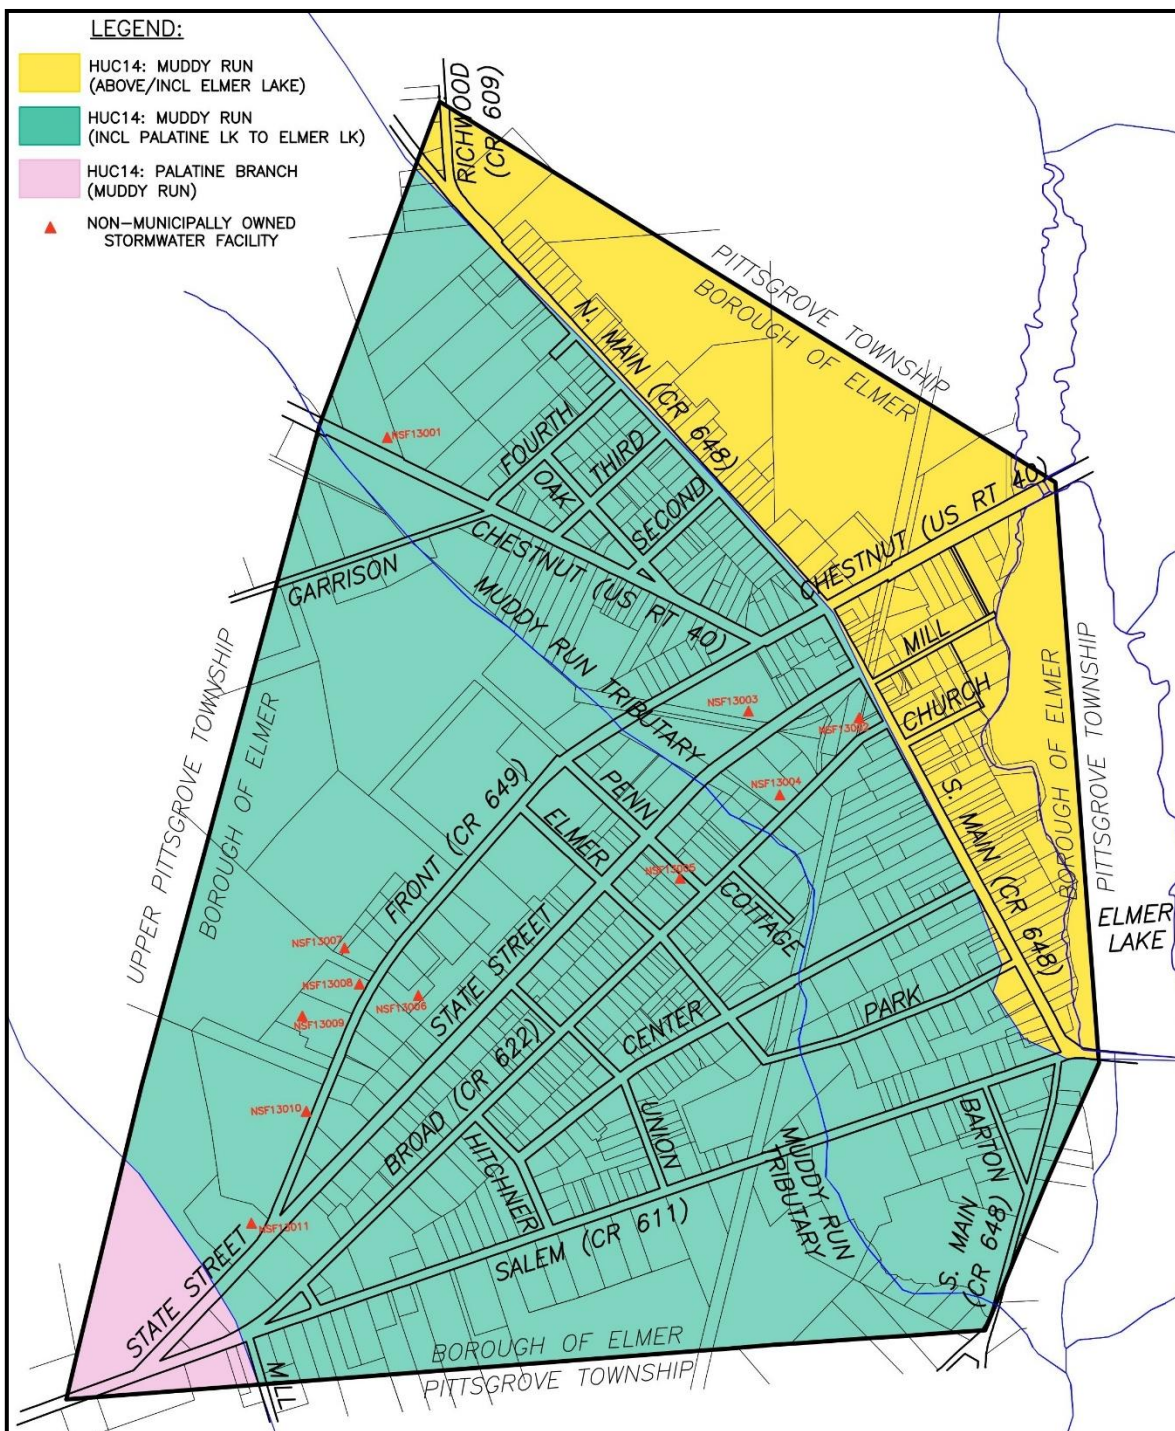 LEGEND:
HUC14: MUDDY RUN
(ABOVE/INCL ELMER LAKE)
HUC14: MUDDY RUN
(INCL PALATINE LK TO ELMER LK)
HUC14: PALATINE BRANCH
(MUDDY RUN)
NON-MUNICIPALLY OWNED
STORMWATER FACILITY
RICHWOOD
(CR 609)
PITTSGROVE TOWNSHIP
BOROUGH OF ELMER
N. MAIN (CR 648)
NSF13001
FOURTH
THIRD
OAK
SECOND
CHESTNUT (US RT 40)
CHESTNUT (US RT 40)
GARRISON
MUDDY RUN TRIBUTARY
MILL
CHURCH
UPPER PITTSGROVE TOWNSHIP
BOROUGH OF ELMER
BOROUGH OF ELMER
PITTSGROVE TOWNSHIP
NSF13003
NSF13002
NSF13004
PENN
ELMER
FRONT (CR 649)
S. MAIN (CR 648)
NSF13005
COTTAGE
ELMER
LAKE
NSF13007
NSF13008
NSF13006
NSF13009
STATE STREET
CENTER
PARK
BROAD (CR 622)
NSF13010
UNION
HITCHNER
BARTON
MUDDY RUN
TRIBUTARY
NSF13011
SALEM (CR 611)
S. MAIN
(CR 648)
STATE STREET
MILL
BOROUGH OF ELMER
PITTSGROVE TOWNSHIP